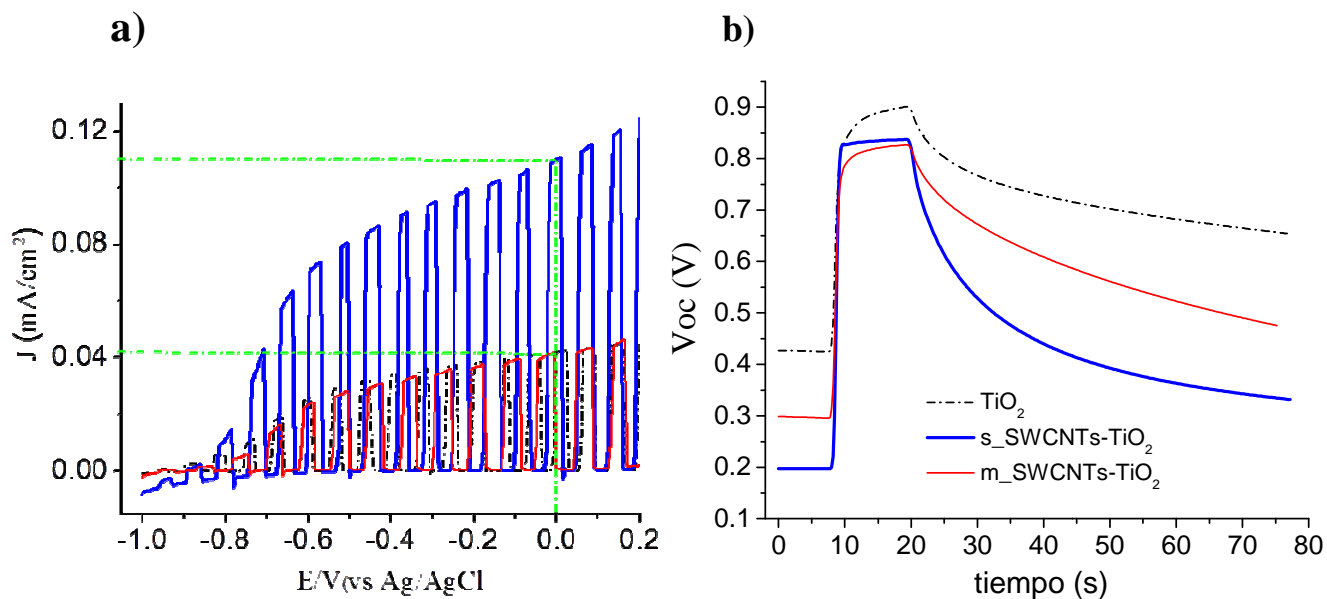 a)
0.12
0.08
0.04
0.00
J (mA/cm²)
-1.0 -0.8 -0.6 -0.4 -0.2 0.0 0.2
E/V(vs Ag/AgCl
b)
0.9
0.8
0.7
0.6
0.5
0.4
0.3
0.2
0.1
Voc (V)
TiO₂
s_SWCNTs-TiO₂
m_SWCNTs-TiO₂
0 10 20 30 40 50 60 70 80
tiempo (s)